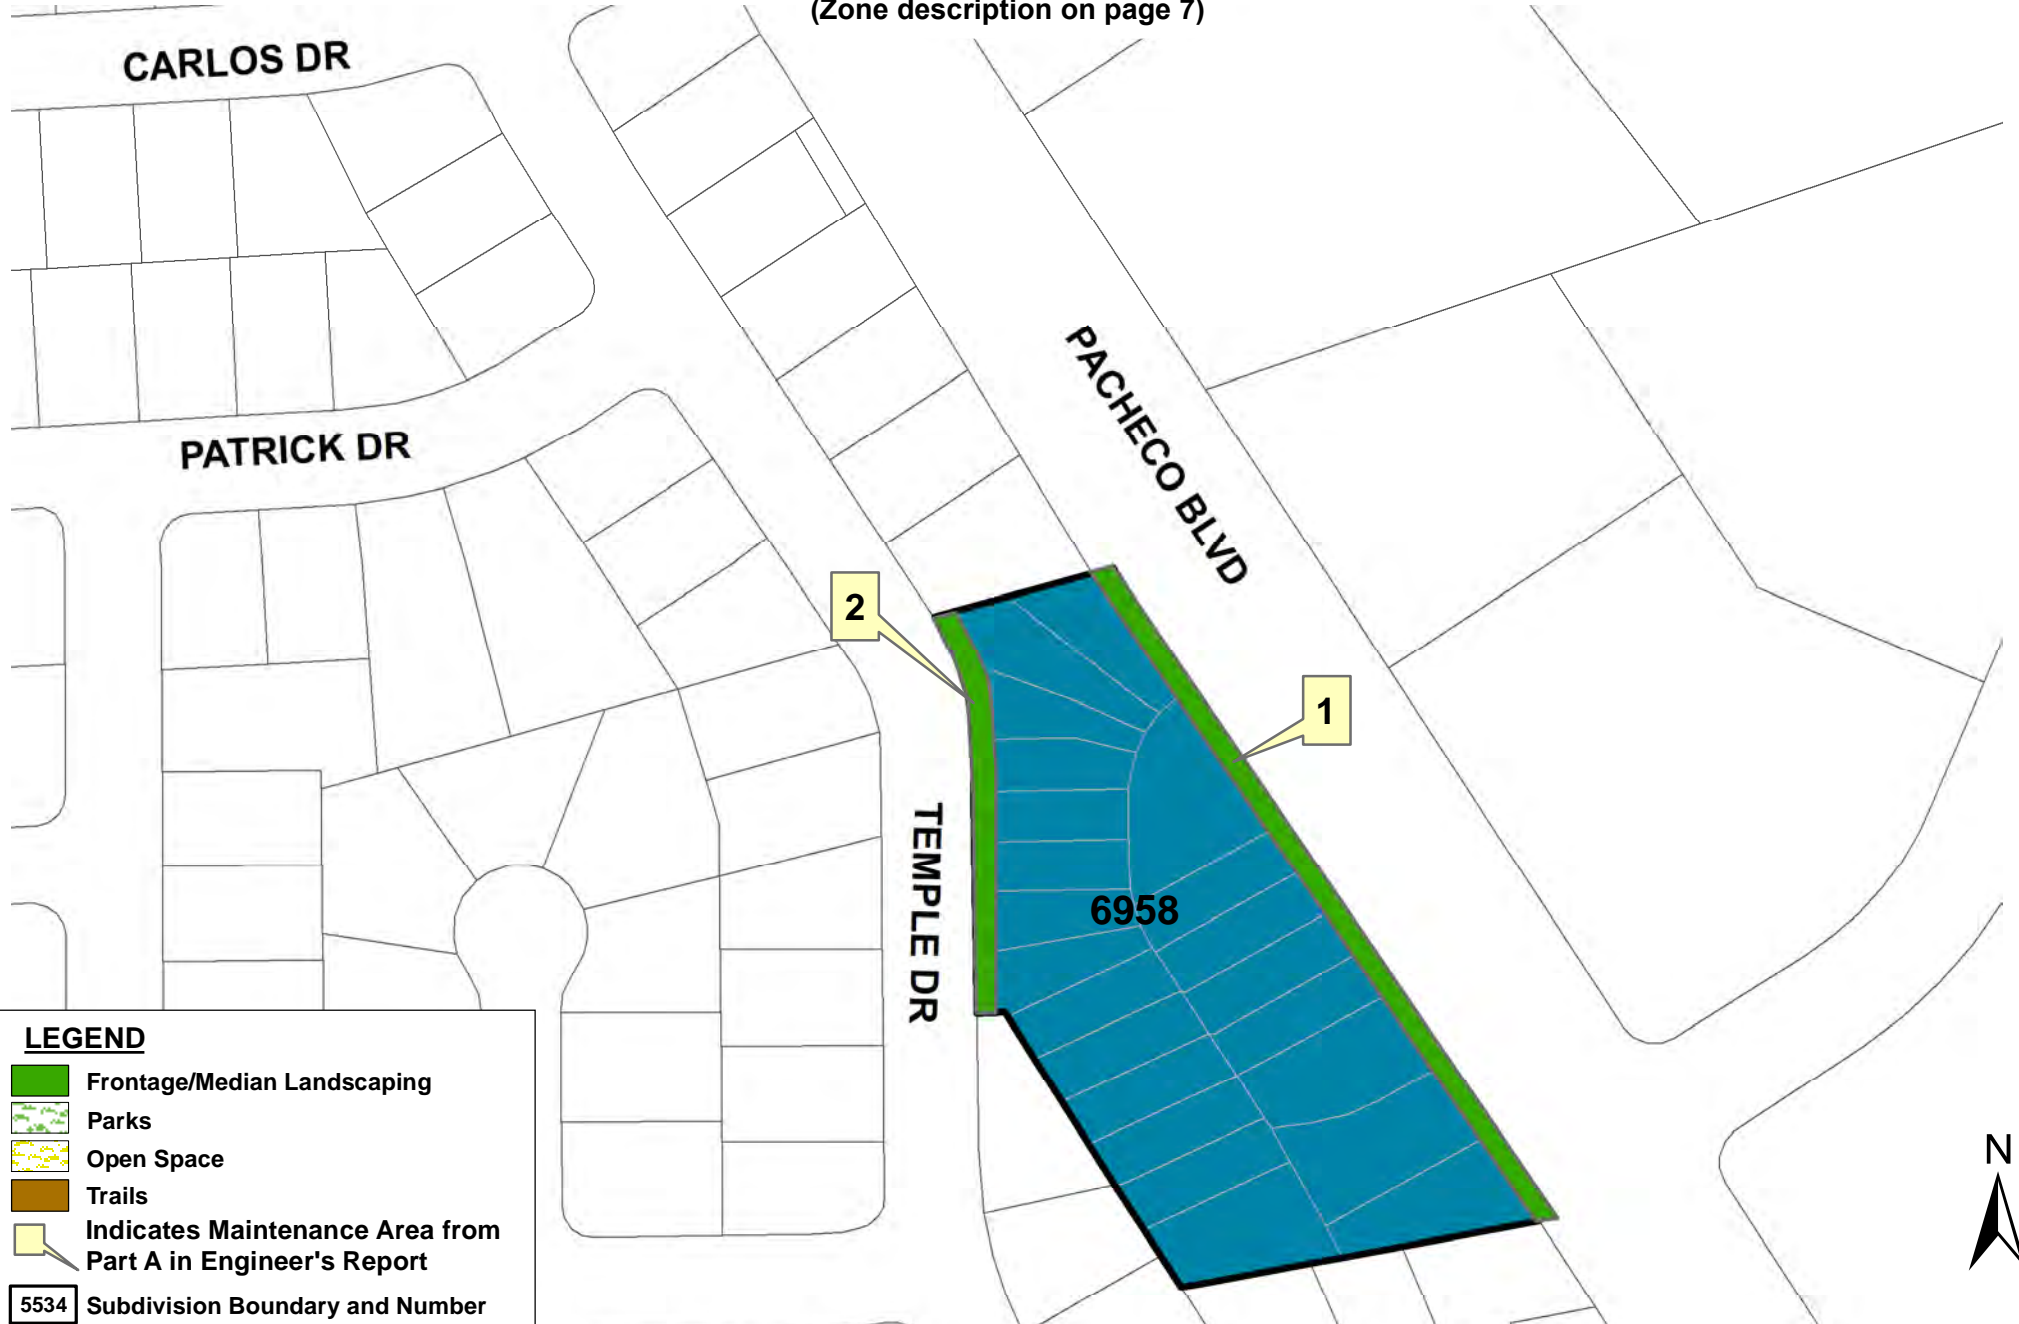 (Zone description on page 7)
CARLOS DR
PATRICK DR
PACHECO BLVD
2
1
TEMPLE DR
6958
LEGEND
Frontage/Median Landscaping
Parks
Open Space
Trails
Indicates Maintenance Area from
Part A in Engineer's Report
5534 Subdivision Boundary and Number
N